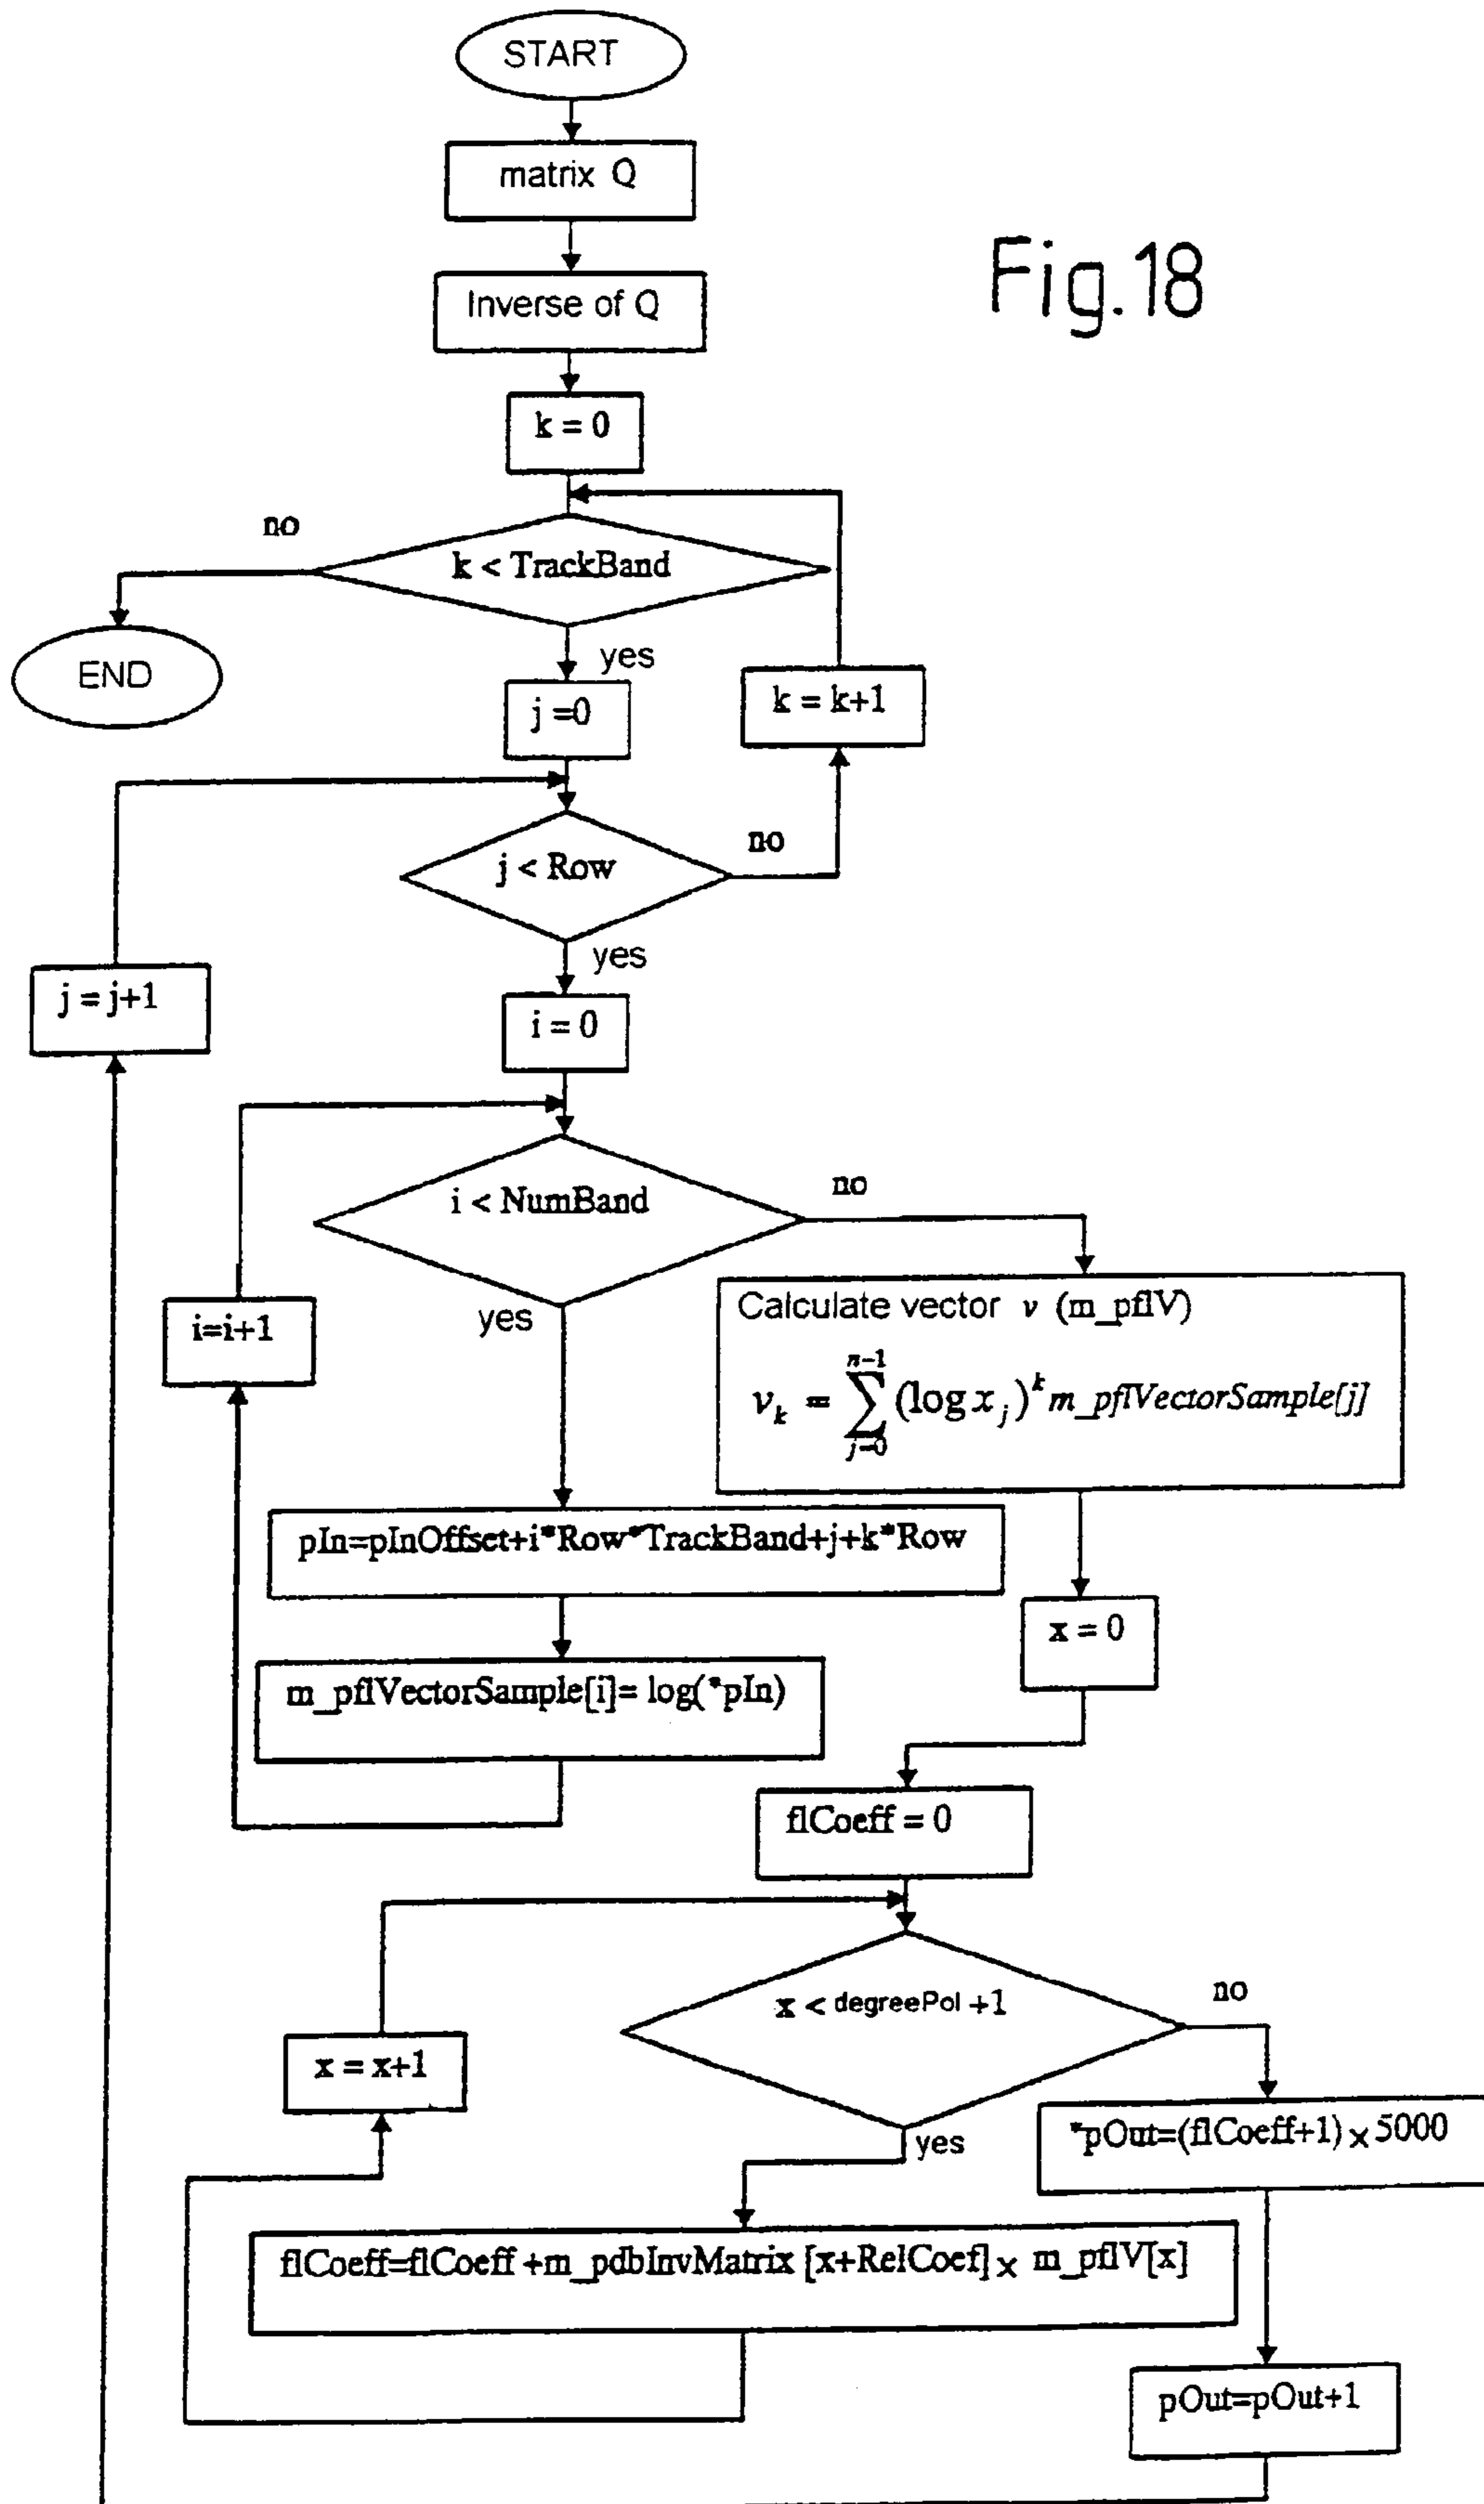 START
matrix Q
Fig.18
Inverse of Q
k = 0
no
k < TrackBand
END
yes
j =0
k = k+1
j < Row
no
yes
j = j+1
i = 0
i < NumBand
no
yes
i=i+1
Calculate vector v (m_pflV)
v_k = \sum_{j=0}^{n-1} (log x_j)^k m_pflVectorSample[j]
pIn=pInOffset+i*Row*TrackBand+j+k*Row
x = 0
m_pflVectorSample[i]= log(*pIn)
flCoeff = 0
x < degreePol +1
no
x = x+1
yes
*pOut=(flCoeff+1) x 5000
flCoeff=flCoeff +m_pdbInvMatrix [x+RelCoef] x m_pflV[x]
pOut=pOut+1